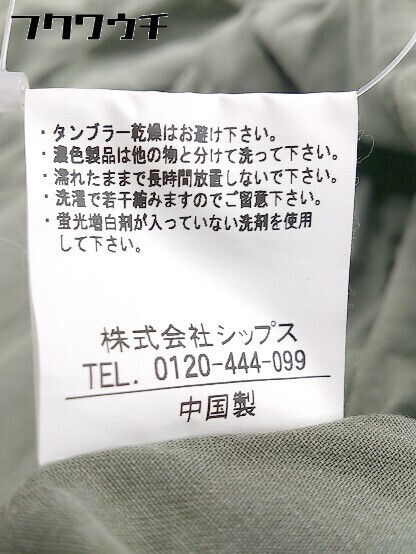 フクワウチ
・タンブラー乾燥はお避け下さい。
・濃色製品は他の物と分けて洗って下さい。
・濡れたままで長時間放置しないで下さい。
・洗濯で若干縮みますのでご留意下さい。
・蛍光増白剤が入っていない洗剤を使用
して下さい。
株式会社シップス
TEL. 0120-444-099
中国製